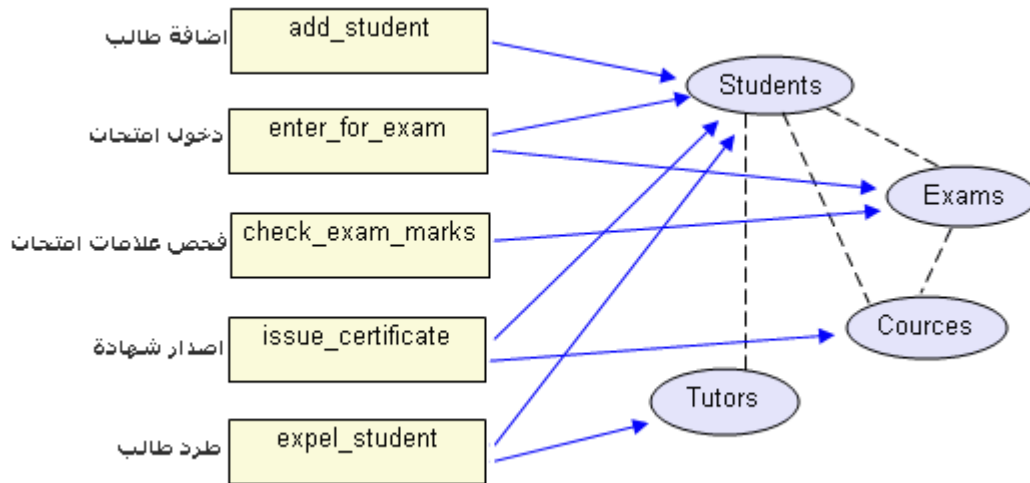 اضافة طالب
add_student
دخول امتحان
enter_for_exam
فحص علامات امتحان
check_exam_marks
اصدار شهادة
issue_certificate
طرد طالب
expel_student
Students
Exams
Cources
Tutors